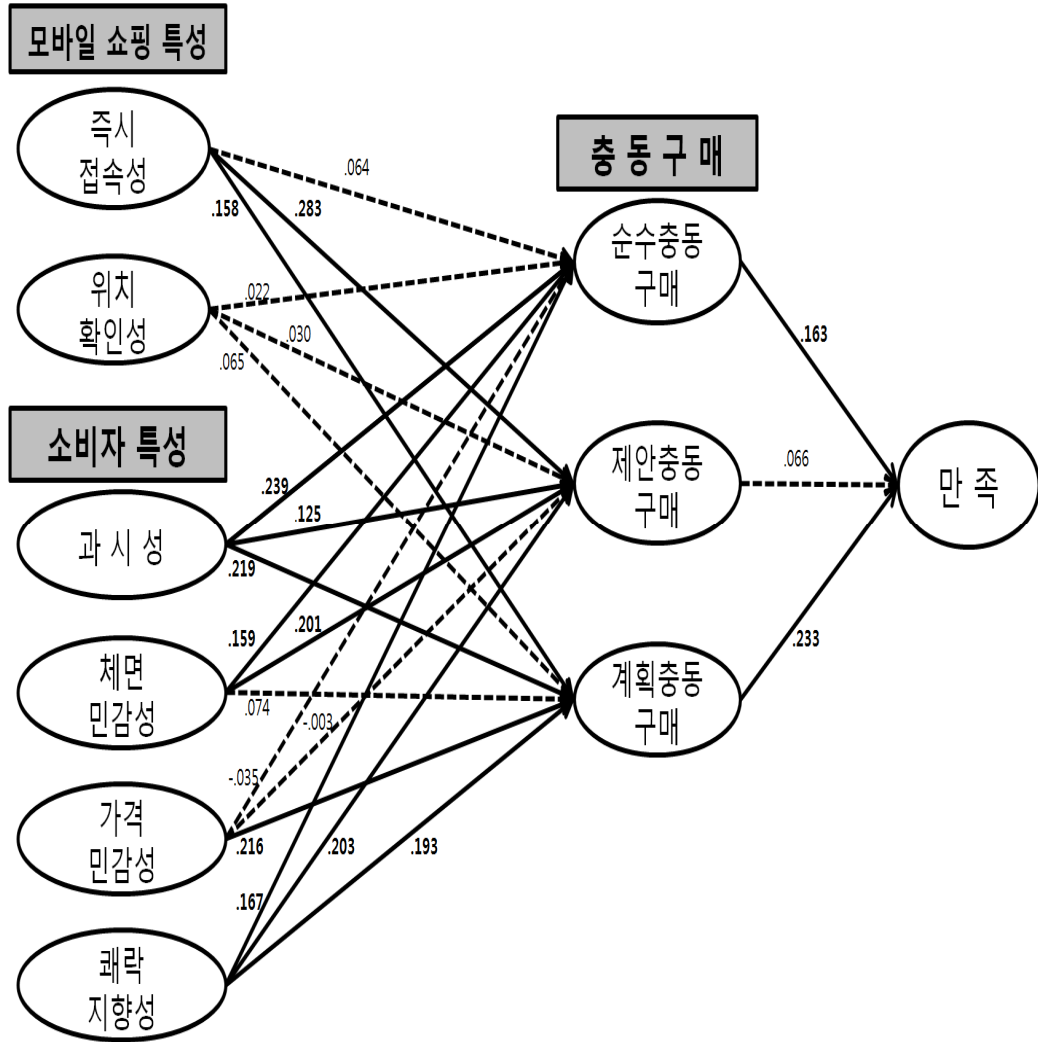 모바일 쇼핑 특성
즉시
접속성
위치
확인성
소비자 특성
과 시 성
체면
민감성
가격
민감성
쾌락
지향성
.064
.158
.283
.022
.030
.065
.239
.125
.219
.159
.201
.074
-.003
-.035
.216
.203
.193
.167
충 동 구 매
순수충동
구매
제안충동
구매
계획충동
구매
.163
.066
.233
만 족